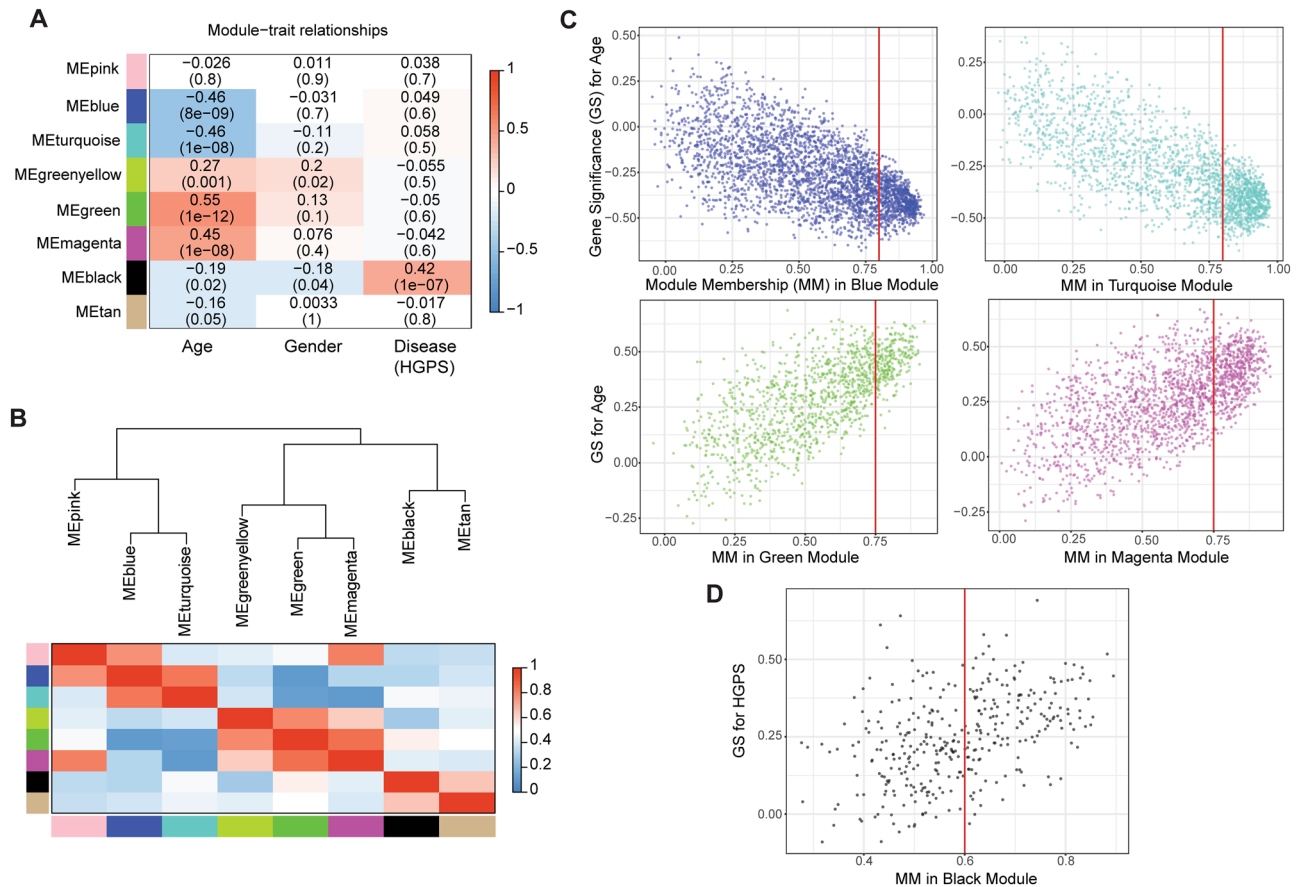 A
Module−trait relationships
MEpink
−0.026
(0.8)
0.011
(0.9)
0.038
(0.7)
MEblue
−0.46
(8e−09)
−0.031
(0.7)
0.049
(0.6)
MEturquoise
−0.46
(1e−08)
−0.11
(0.2)
0.058
(0.5)
MEgreenyellow
0.27
(0.001)
0.2
(0.02)
−0.055
(0.5)
MEgreen
0.55
(1e−12)
0.13
(0.1)
−0.05
(0.6)
MEmagenta
0.45
(1e−08)
0.076
(0.4)
−0.042
(0.6)
MEblack
−0.19
(0.02)
−0.18
(0.04)
0.42
(1e−07)
MEtan
−0.16
(0.05)
0.0033
(1)
−0.017
(0.8)
Age
Gender
Disease
(HGPS)
1
0.5
0
−0.5
−1
B
MEpink
MEblue
MEturquoise
MEgreenyellow
MEgreen
MEmagenta
MEblack
MEtan
1
0.8
0.6
0.4
0.2
0
C
Gene Significance (GS) for Age
0.50
0.25
0.00
−0.25
−0.50
0.00
0.25
0.50
0.75
1.00
Module Membership (MM) in Blue Module
0.25
0.00
−0.25
−0.50
0.00
0.25
0.50
0.75
1.00
MM in Turquoise Module
GS for Age
0.50
0.25
0.00
−0.25
0.00
0.25
0.50
0.75
MM in Green Module
0.50
0.25
0.00
−0.25
0.00
0.25
0.50
0.75
MM in Magenta Module
D
GS for HGPS
0.50
0.25
0.00
0.4
0.6
0.8
MM in Black Module